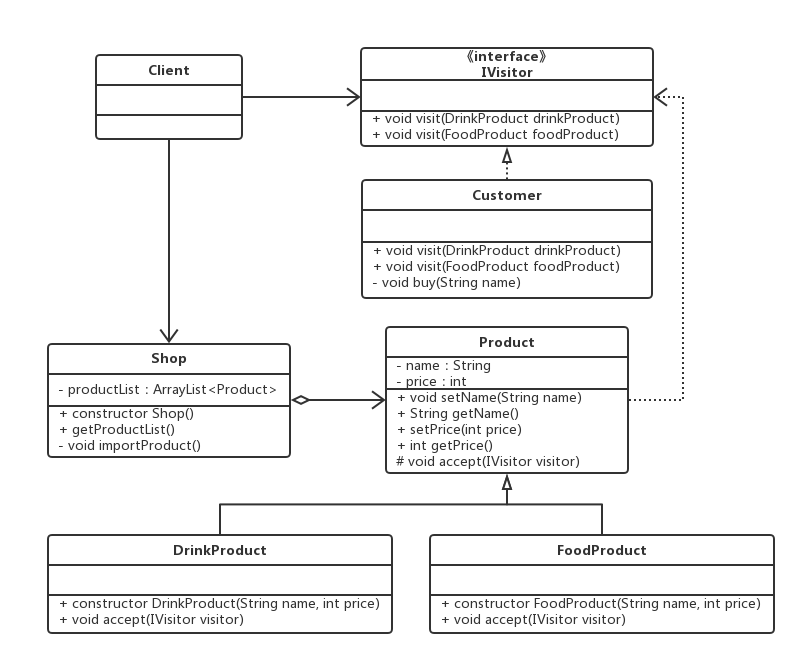 Client
《interface》
IVisitor
+ void visit(DrinkProduct drinkProduct)
+ void visit(FoodProduct foodProduct)
Customer
+ void visit(DrinkProduct drinkProduct)
+ void visit(FoodProduct foodProduct)
- void buy(String name)
Shop
- productList : ArrayList<Product>
+ constructor Shop()
+ getProductList()
- void importProduct()
Product
- name : String
- price : int
+ void setName(String name)
+ String getName()
+ setPrice(int price)
+ int getPrice()
# void accept(IVisitor visitor)
DrinkProduct
+ constructor DrinkProduct(String name, int price)
+ void accept(IVisitor visitor)
FoodProduct
+ constructor FoodProduct(String name, int price)
+ void accept(IVisitor visitor)